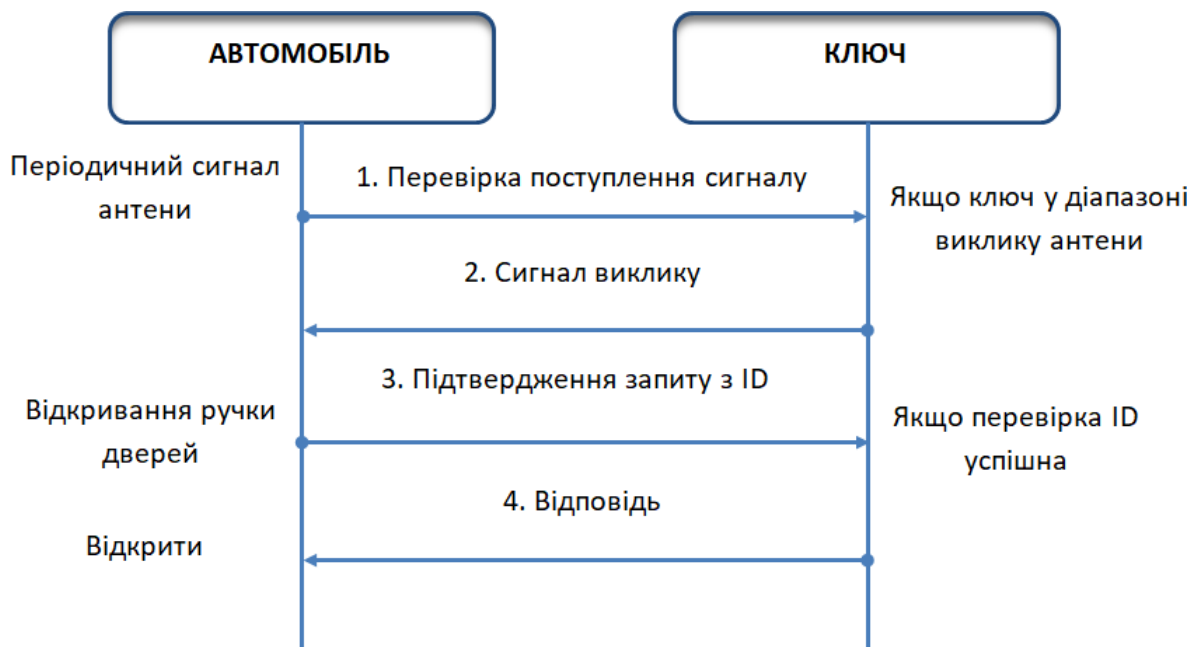 АВТОМОБІЛЬ
КЛЮЧ
Періодичний сигнал
антени
1. Перевірка поступлення сигналу
Якщо ключ у діапазоні
виклику антени
2. Сигнал виклику
3. Підтвердження запиту з ID
Відкривання ручки
дверей
Якщо перевірка ID
успішна
4. Відповідь
Відкрити